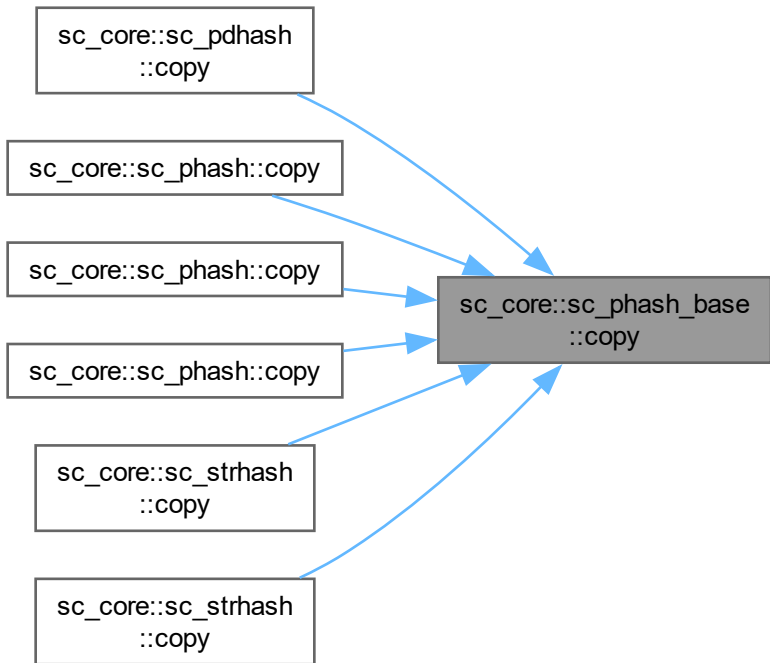 sc_core::sc_pdhash
::copy
sc_core::sc_phash::copy
sc_core::sc_phash::copy
sc_core::sc_phash_base
::copy
sc_core::sc_phash::copy
sc_core::sc_strhash
::copy
sc_core::sc_strhash
::copy